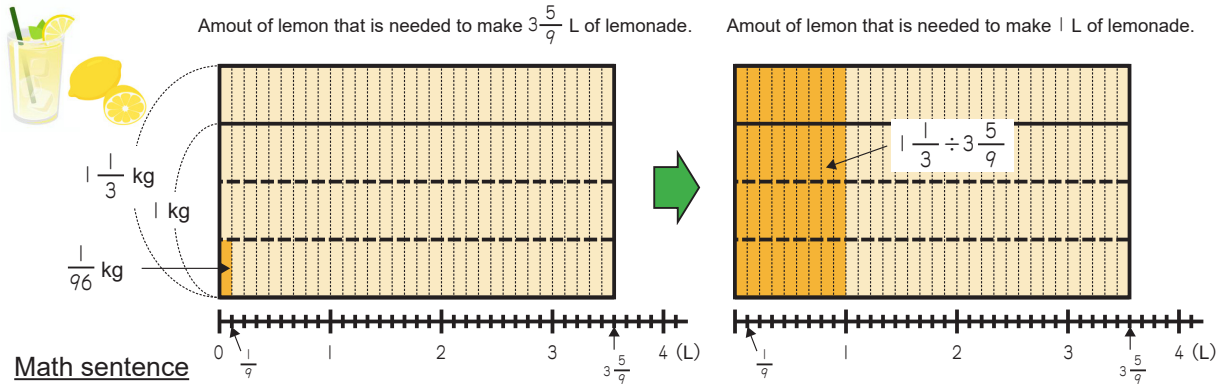 Amout of lemon that is needed to make 3 5/9 L of lemonade.
Amout of lemon that is needed to make 1 L of lemonade.
1 1/3 kg
1 kg
1/96 kg
1 1/3 ÷ 3 5/9
0 1/9 1 2 3 3 5/9 4 (L)
1/9 1 2 3 3 5/9 4 (L)
Math sentence